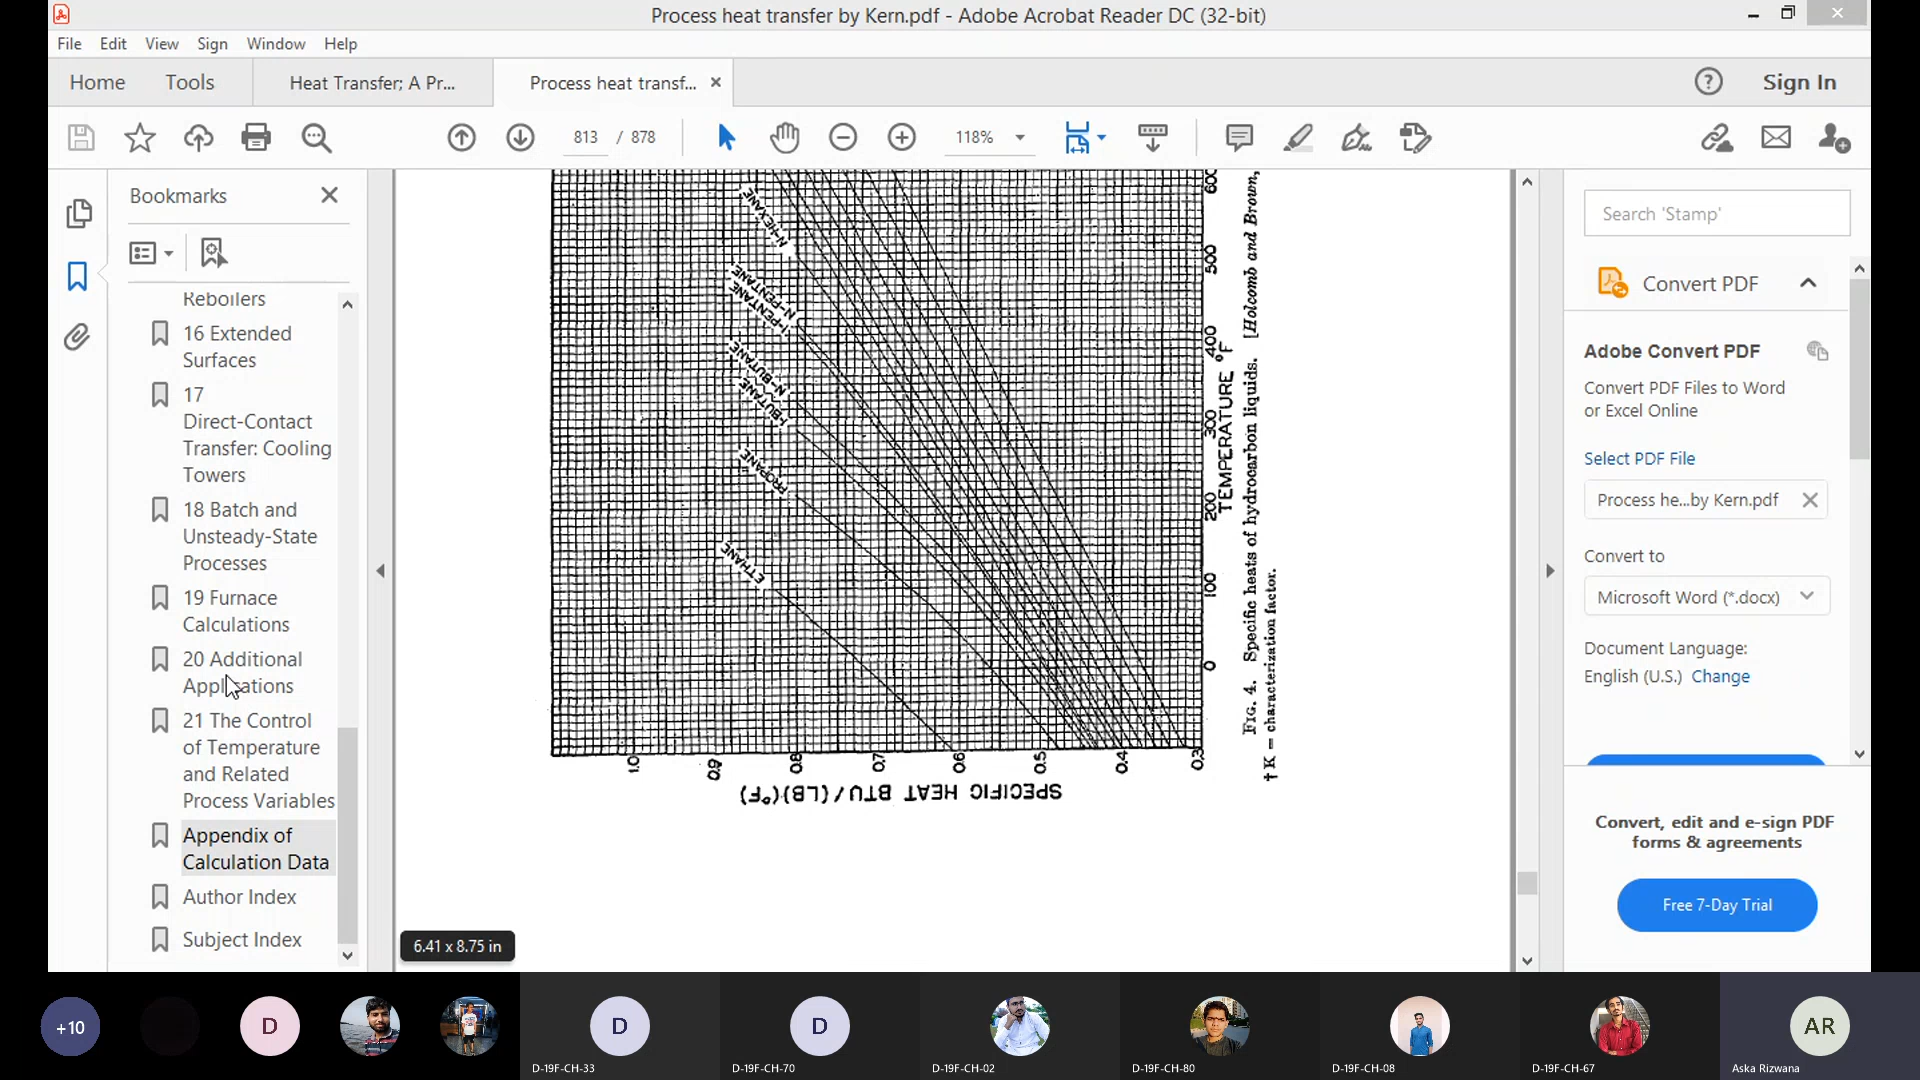 Process heat transfer by Kern.pdf - Adobe Acrobat Reader DC (32-bit)
File Edit View Sign Window Help
Home Tools Heat Transfer; A Pr... Process heat transf... Sign In
813 / 878 118%
Bookmarks
Reboilers
16 Extended
Surfaces
17
Direct-Contact
Transfer: Cooling
Towers
18 Batch and
Unsteady-State
Processes
19 Furnace
Calculations
20 Additional
Applications
21 The Control
of Temperature
and Related
Process Variables
Appendix of
Calculation Data
Author Index
Subject Index
N-HEXANE
N-PENTANE
I-PENTANE
N-BUTANE
I-BUTANE
PROPANE
ETHANE
1.0 0.9 0.8 0.7 0.6 0.5 0.4 0.3
SPECIFIC HEAT BTU/(LB)(°F)
0 100 200 300 400 500 600
TEMPERATURE °F
FIG. 4. Specific heats of hydrocarbon liquids. [Holcomb and Brown,
† K = characterization factor.
6.41 x 8.75 in
Search 'Stamp'
Convert PDF
Adobe Convert PDF
Convert PDF Files to Word
or Excel Online
Select PDF File
Process he...by Kern.pdf
Convert to
Microsoft Word (*.docx)
Document Language:
English (U.S.) Change
Convert, edit and e-sign PDF
forms & agreements
Free 7-Day Trial
+10 D D D AR
D-19F-CH-33 D-19F-CH-70 D-19F-CH-02 D-19F-CH-80 D-19F-CH-08 D-19F-CH-67 Aska Rizwana